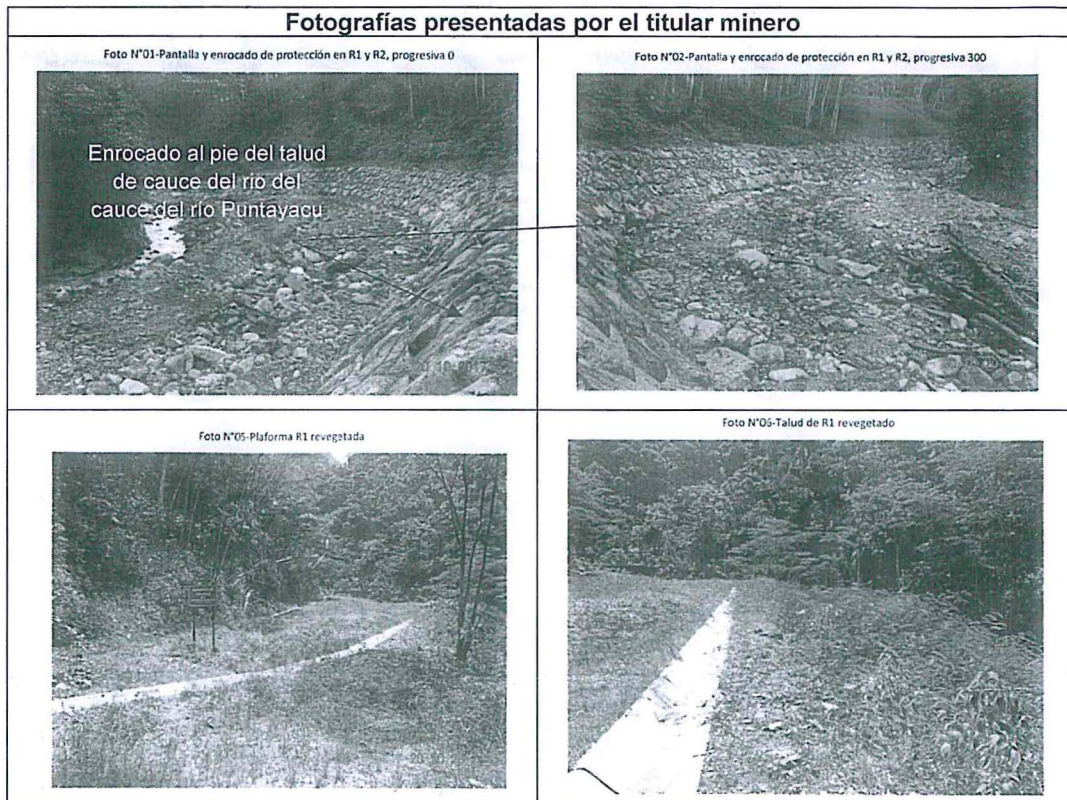 Fotografías presentadas por el titular minero
Foto N°01-Pantalla y enrocado de protección en R1 y R2, progresiva 0
Foto N°02-Pantalla y enrocado de protección en R1 y R2, progresiva 300
Enrocado al pie del talud
de cauce del río del
cauce del río Puntayacu
Foto N°05-Plaforma R1 revegetada
Foto N°06-Talud de R1 revegetado